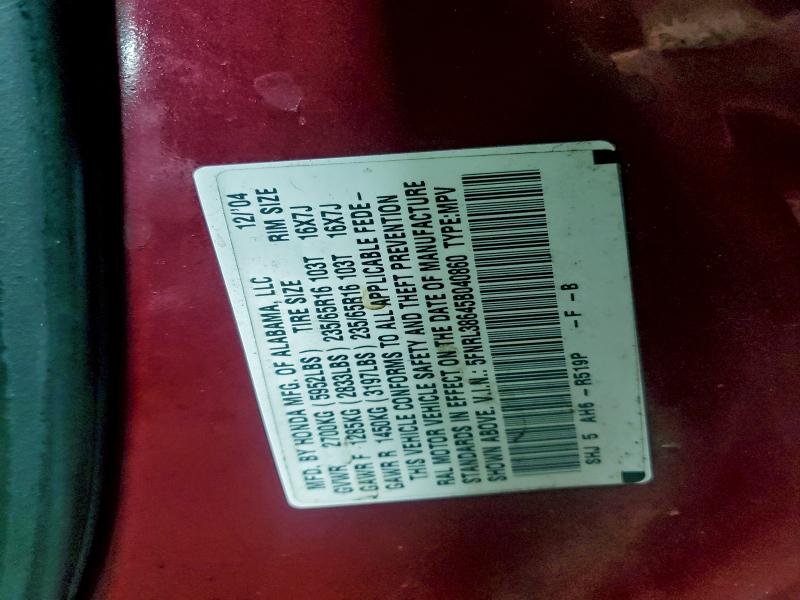 MFD. BY HONDA MFG. OF ALABAMA, LLC 12/'04
GVWR 2700KG (5952LBS) TIRE SIZE RIM SIZE
GAWR F 1285KG (2833LBS) 235/65R16 103T 16X7J
GAWR R 1450KG (3197LBS) 235/65R16 103T 16X7J
THIS VEHICLE CONFORMS TO ALL APPLICABLE FEDE-
RAL MOTOR VEHICLE SAFETY AND THEFT PREVENTION
STANDARDS IN EFFECT ON THE DATE OF MANUFACTURE
SHOWN ABOVE. V.I.N.: 5FNRL38645B040860 TYPE:MPV
SHJ 5 AH6 - R519P - F - B